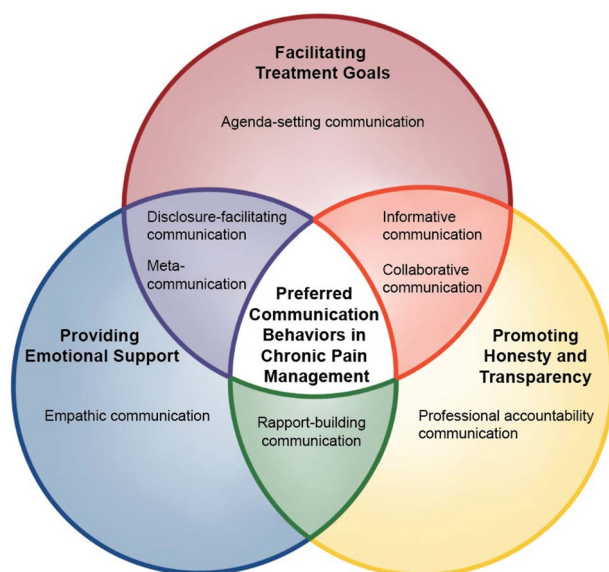 Facilitating
Treatment Goals
Agenda-setting communication
Disclosure-facilitating
communication
Meta-
communication
Informative
communication
Collaborative
communication
Preferred
Communication
Behaviors in
Chronic Pain
Management
Providing
Emotional Support
Empathic communication
Promoting
Honesty and
Transparency
Professional accountability
communication
Rapport-building
communication